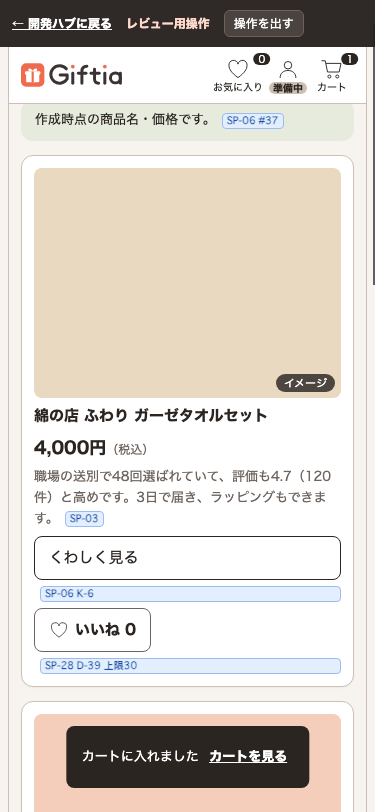 ← 開発ハブに戻る レビュー用操作 操作を出す
Giftia
0 1
お気に入り 準備中 カート
作成時点の商品名・価格です。 SP-06 #37
イメージ
綿の店 ふわり ガーゼタオルセット
4,000円（税込）
職場の送別で48回選ばれていて、評価も4.7（120
件）と高めです。3日で届き、ラッピングもできま
す。 SP-03
くわしく見る
SP-06 K-6
いいね 0
SP-28 D-39 上限30
カートに入れました カートを見る